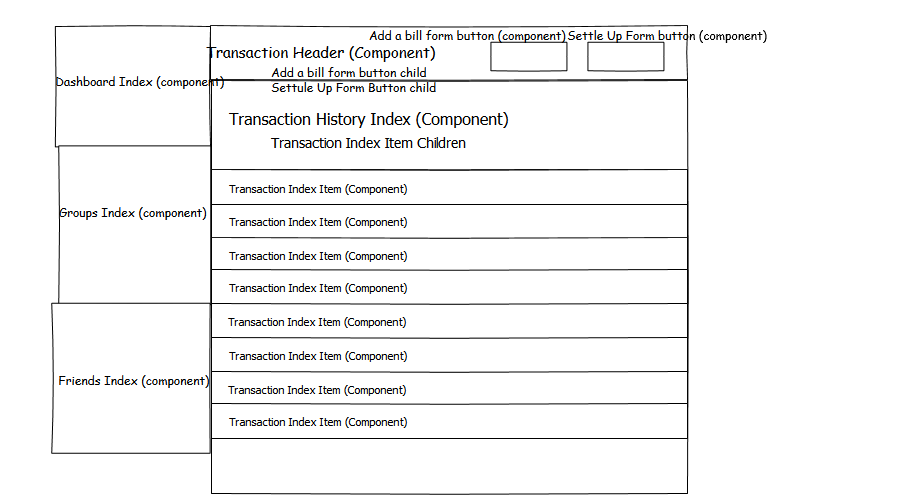 Add a bill form button (component)
Settle Up Form button (component)
Transaction Header (Component)
Add a bill form button child
Settule Up Form Button child
Dashboard Index (component)
Transaction History Index (Component)
Transaction Index Item Children
Transaction Index Item (Component)
Groups Index (component)
Transaction Index Item (Component)
Transaction Index Item (Component)
Transaction Index Item (Component)
Transaction Index Item (Component)
Transaction Index Item (Component)
Friends Index (component)
Transaction Index Item (Component)
Transaction Index Item (Component)